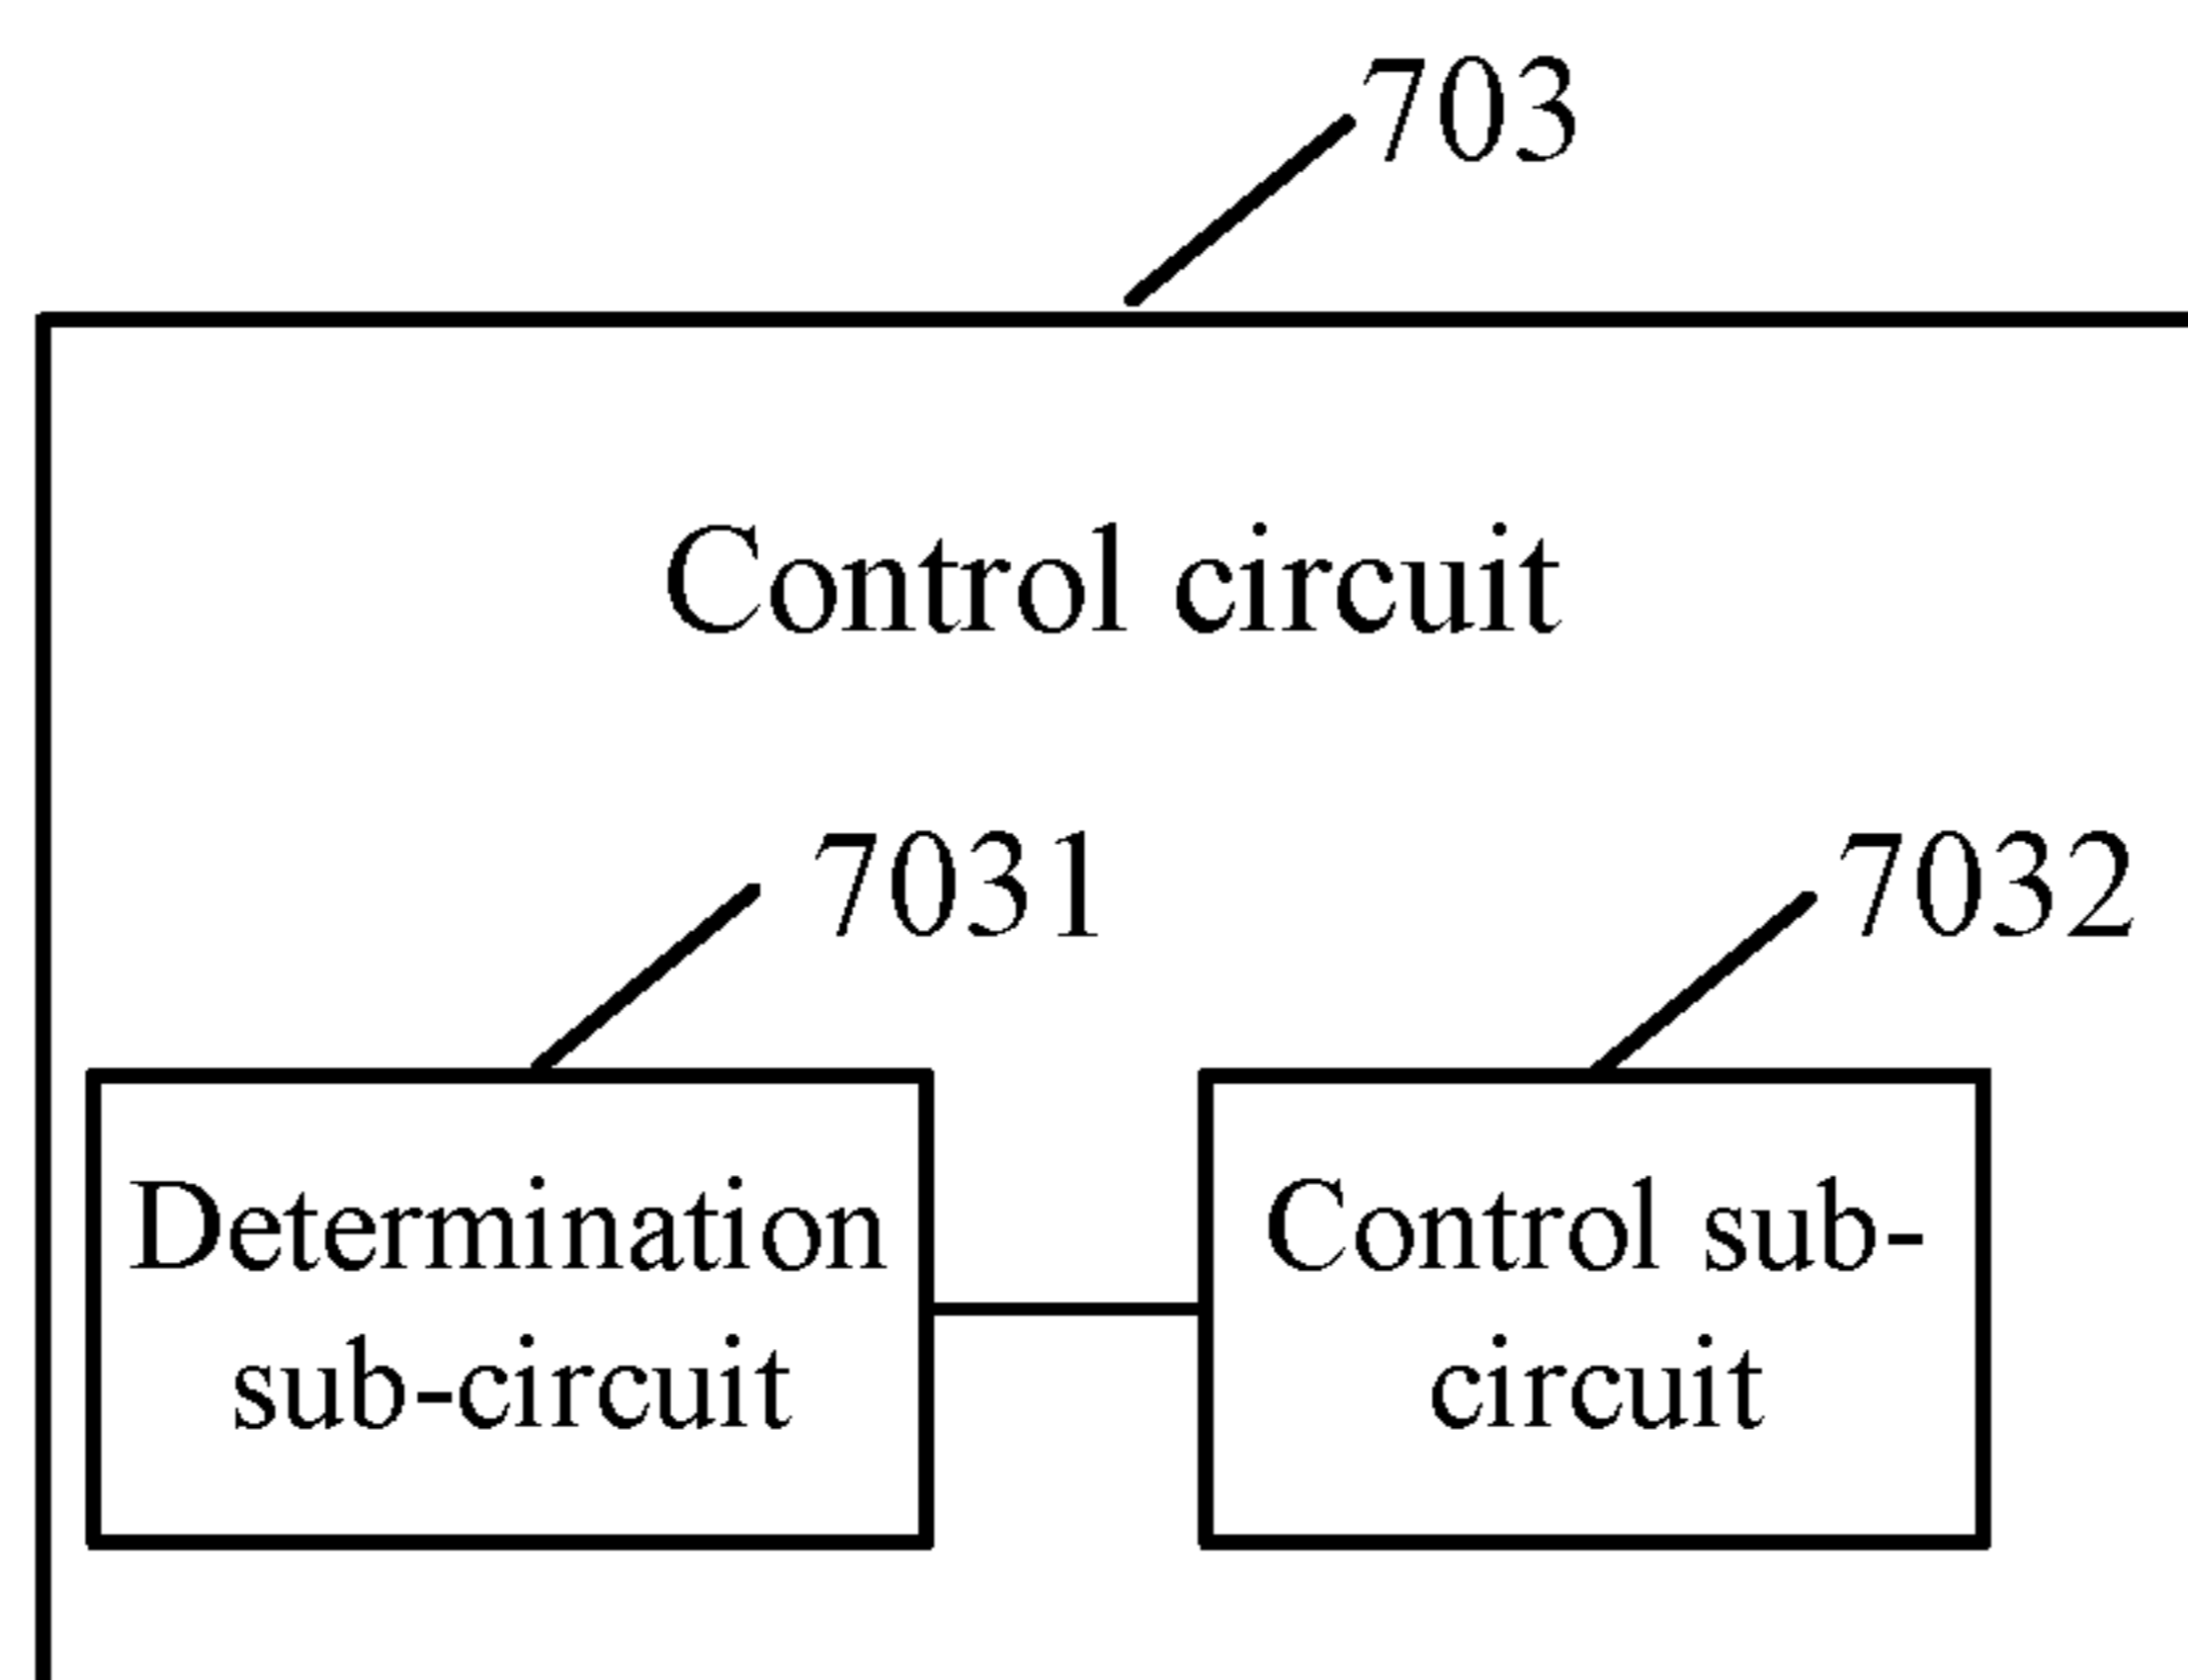 703
Control circuit
7031
7032
Determination
sub-circuit
Control sub-
circuit